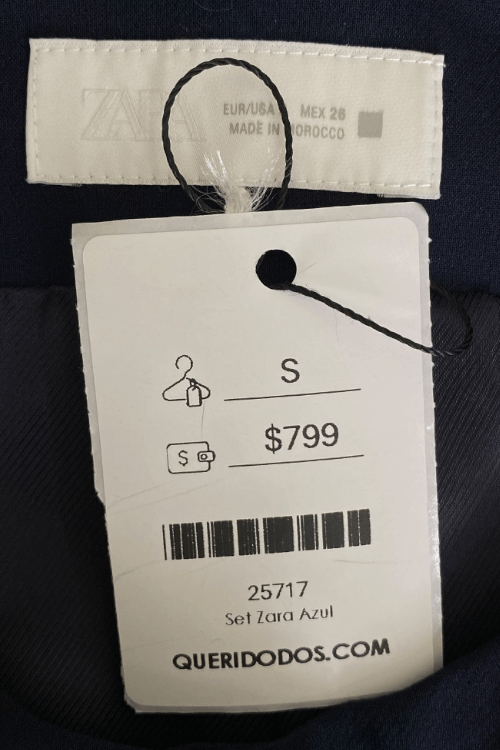 ZARA
EUR/USA MEX 26
MADE IN MOROCCO
S
$799
$
25717
Set Zara Azul
QUERIDODOS.COM